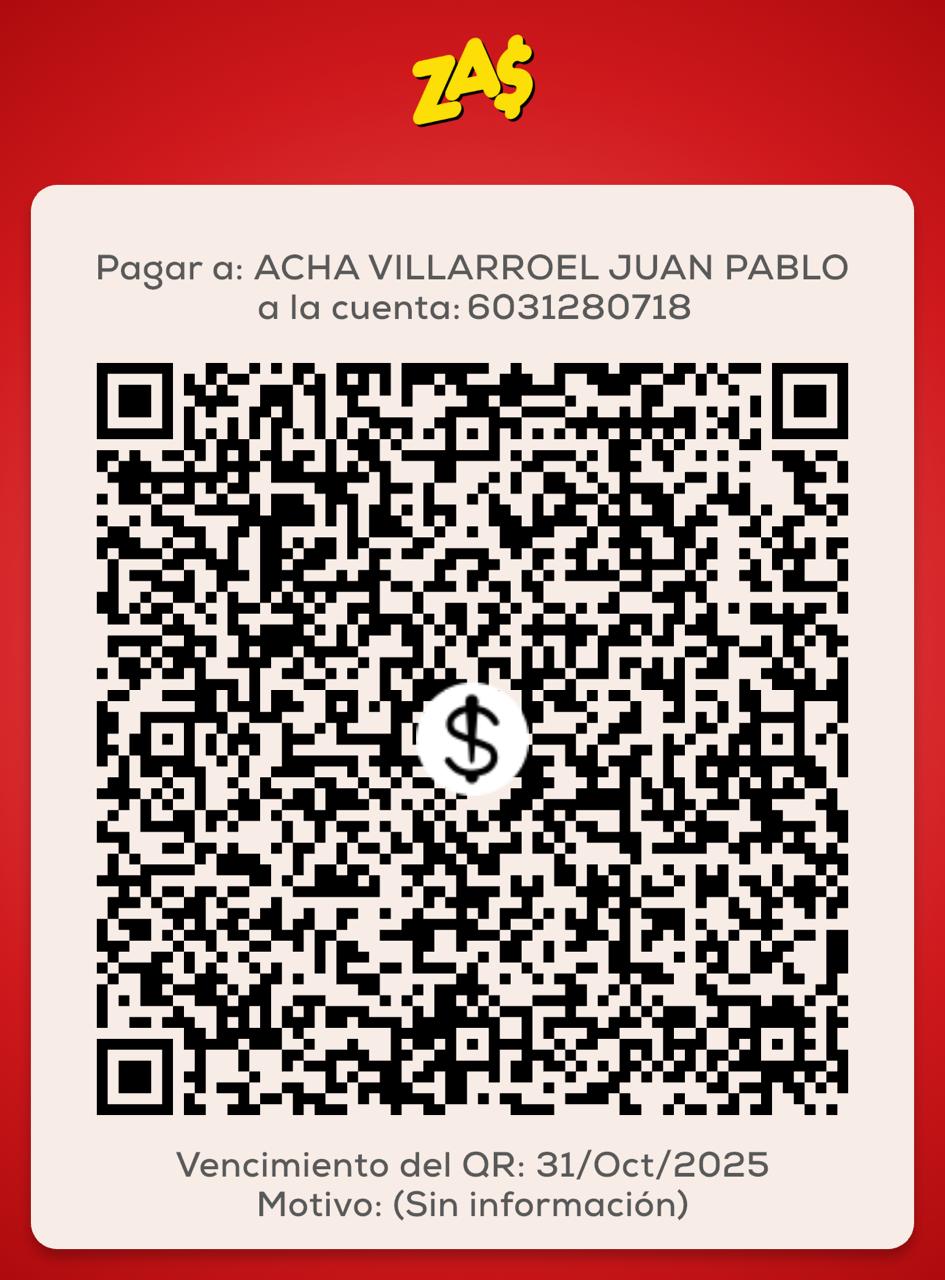 ZA$
Pagar a: ACHA VILLARROEL JUAN PABLO
a la cuenta: 6031280718
$
Vencimiento del QR: 31/Oct/2025
Motivo: (Sin información)